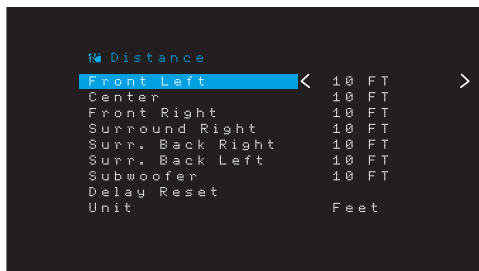 Distance
Front Left < 10 FT >
Center 10 FT
Front Right 10 FT
Surround Right 10 FT
Surr. Back Right 10 FT
Surr. Back Left 10 FT
Subwoofer 10 FT
Delay Reset
Unit Feet